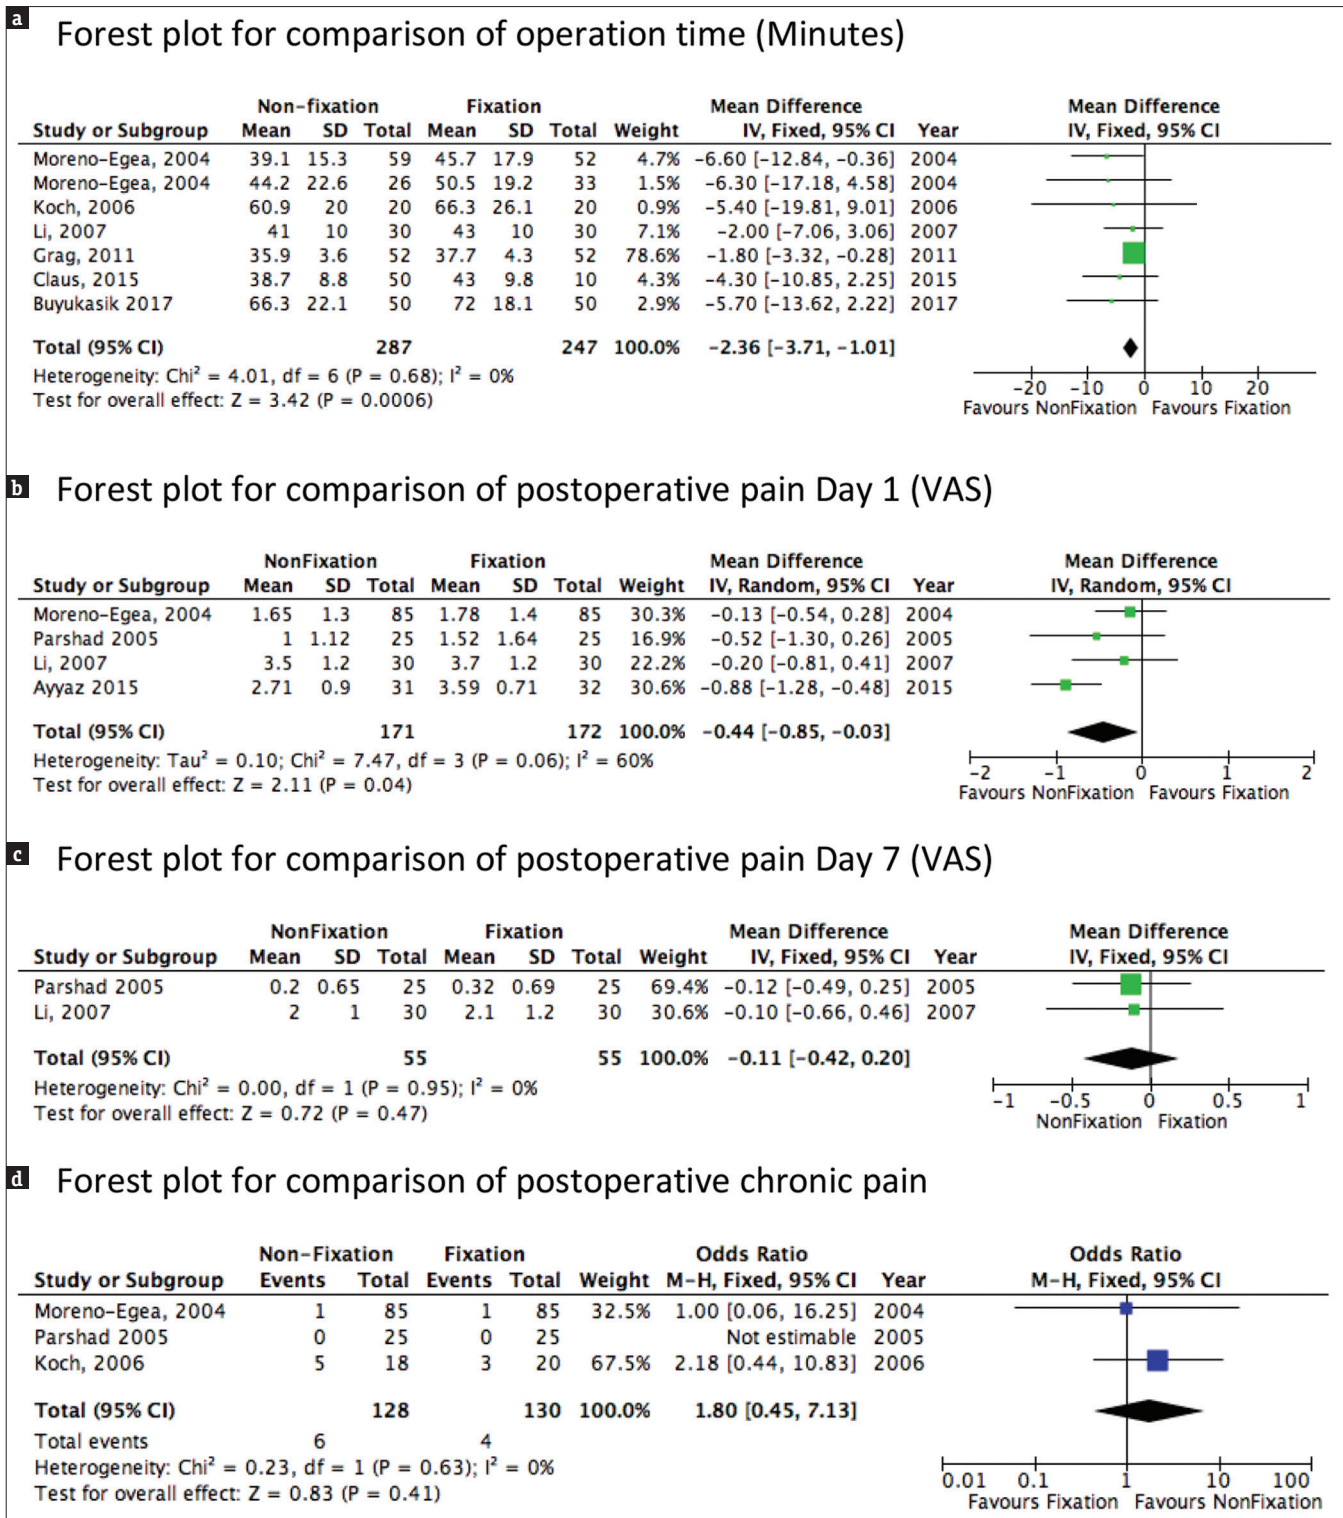 a
Forest plot for comparison of operation time (Minutes)
Non-fixation Fixation Mean Difference Mean Difference
Study or Subgroup Mean SD Total Mean SD Total Weight IV, Fixed, 95% CI Year IV, Fixed, 95% CI
Moreno-Egea, 2004 39.1 15.3 59 45.7 17.9 52 4.7% -6.60 [-12.84, -0.36] 2004
Moreno-Egea, 2004 44.2 22.6 26 50.5 19.2 33 1.5% -6.30 [-17.18, 4.58] 2004
Koch, 2006 60.9 20 20 66.3 26.1 20 0.9% -5.40 [-19.81, 9.01] 2006
Li, 2007 41 10 30 43 10 30 7.1% -2.00 [-7.06, 3.06] 2007
Grag, 2011 35.9 3.6 52 37.7 4.3 52 78.6% -1.80 [-3.32, -0.28] 2011
Claus, 2015 38.7 8.8 50 43 9.8 10 4.3% -4.30 [-10.85, 2.25] 2015
Buyukasik 2017 66.3 22.1 50 72 18.1 50 2.9% -5.70 [-13.62, 2.22] 2017
Total (95% CI) 287 247 100.0% -2.36 [-3.71, -1.01]
Heterogeneity: Chi² = 4.01, df = 6 (P = 0.68); I² = 0%
Test for overall effect: Z = 3.42 (P = 0.0006)
-20 -10 0 10 20
Favours NonFixation Favours Fixation
b
Forest plot for comparison of postoperative pain Day 1 (VAS)
NonFixation Fixation Mean Difference Mean Difference
Study or Subgroup Mean SD Total Mean SD Total Weight IV, Random, 95% CI Year IV, Random, 95% CI
Moreno-Egea, 2004 1.65 1.3 85 1.78 1.4 85 30.3% -0.13 [-0.54, 0.28] 2004
Parshad 2005 1 1.12 25 1.52 1.64 25 16.9% -0.52 [-1.30, 0.26] 2005
Li, 2007 3.5 1.2 30 3.7 1.2 30 22.2% -0.20 [-0.81, 0.41] 2007
Ayyaz 2015 2.71 0.9 31 3.59 0.71 32 30.6% -0.88 [-1.28, -0.48] 2015
Total (95% CI) 171 172 100.0% -0.44 [-0.85, -0.03]
Heterogeneity: Tau² = 0.10; Chi² = 7.47, df = 3 (P = 0.06); I² = 60%
Test for overall effect: Z = 2.11 (P = 0.04)
-2 -1 0 1 2
Favours NonFixation Favours Fixation
c
Forest plot for comparison of postoperative pain Day 7 (VAS)
NonFixation Fixation Mean Difference Mean Difference
Study or Subgroup Mean SD Total Mean SD Total Weight IV, Fixed, 95% CI Year IV, Fixed, 95% CI
Parshad 2005 0.2 0.65 25 0.32 0.69 25 69.4% -0.12 [-0.49, 0.25] 2005
Li, 2007 2 1 30 2.1 1.2 30 30.6% -0.10 [-0.66, 0.46] 2007
Total (95% CI) 55 55 100.0% -0.11 [-0.42, 0.20]
Heterogeneity: Chi² = 0.00, df = 1 (P = 0.95); I² = 0%
Test for overall effect: Z = 0.72 (P = 0.47)
-1 -0.5 0 0.5 1
NonFixation Fixation
d
Forest plot for comparison of postoperative chronic pain
Non-Fixation Fixation Odds Ratio Odds Ratio
Study or Subgroup Events Total Events Total Weight M-H, Fixed, 95% CI Year M-H, Fixed, 95% CI
Moreno-Egea, 2004 1 85 1 85 32.5% 1.00 [0.06, 16.25] 2004
Parshad 2005 0 25 0 25 Not estimable 2005
Koch, 2006 5 18 3 20 67.5% 2.18 [0.44, 10.83] 2006
Total (95% CI) 128 130 100.0% 1.80 [0.45, 7.13]
Total events 6 4
Heterogeneity: Chi² = 0.23, df = 1 (P = 0.63); I² = 0%
Test for overall effect: Z = 0.83 (P = 0.41)
0.01 0.1 1 10 100
Favours Fixation Favours NonFixation